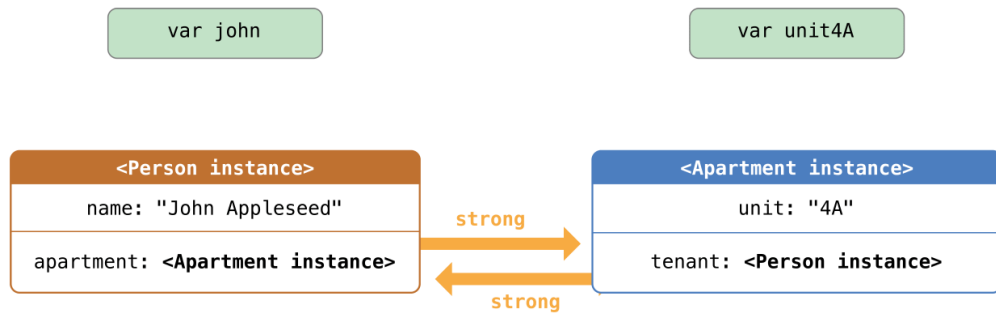 var john
var unit4A
<Person instance>
name: "John Appleseed"
apartment: <Apartment instance>
strong
strong
<Apartment instance>
unit: "4A"
tenant: <Person instance>